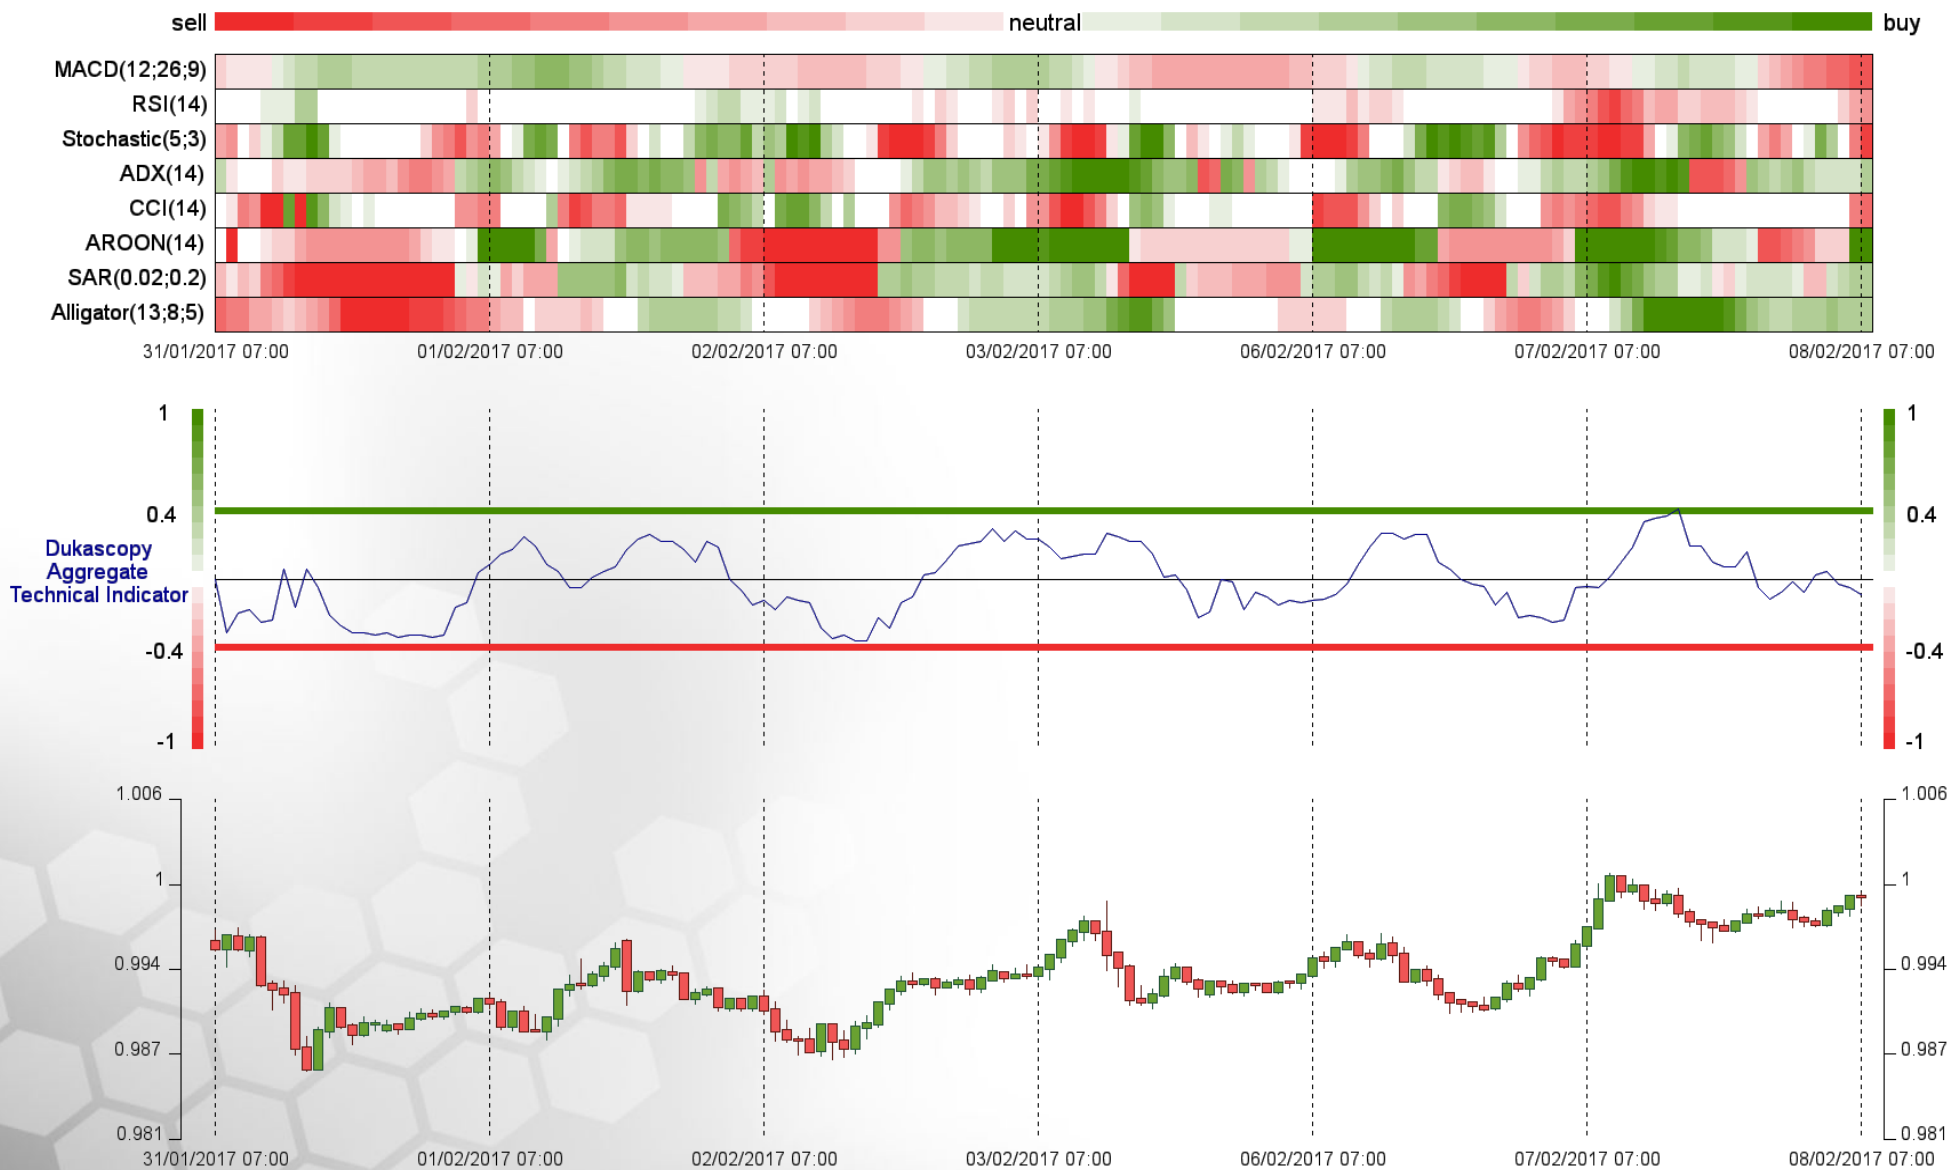 sell neutral buy
MACD(12;26;9)
RSI(14)
Stochastic(5;3)
ADX(14)
CCI(14)
AROON(14)
SAR(0.02;0.2)
Alligator(13;8;5)
31/01/2017 07:00 01/02/2017 07:00 02/02/2017 07:00 03/02/2017 07:00 06/02/2017 07:00 07/02/2017 07:00 08/02/2017 07:00
1 1
0.4 0.4
Dukascopy
Aggregate
Technical Indicator
-0.4 -0.4
-1 -1
1.006 1.006
1 1
0.994 0.994
0.987 0.987
0.981 0.981
31/01/2017 07:00 01/02/2017 07:00 02/02/2017 07:00 03/02/2017 07:00 06/02/2017 07:00 07/02/2017 07:00 08/02/2017 07:00